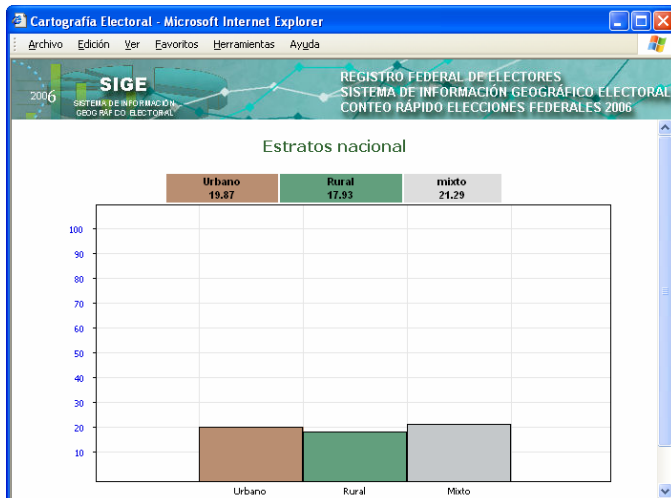 Cartografía Electoral - Microsoft Internet Explorer
Archivo Edición Ver Favoritos Herramientas Ayuda
2006
SIGE
SISTEMA DE INFORMACIÓN
GEOGRÁFICO ELECTORAL
REGISTRO FEDERAL DE ELECTORES
SISTEMA DE INFORMACIÓN GEOGRÁFICO ELECTORAL
CONTEO RÁPIDO ELECCIONES FEDERALES 2006
Estratos nacional
Urbano Rural mixto
19.87 17.93 21.29
100
90
80
70
60
50
40
30
20
10
Urbano Rural Mixto